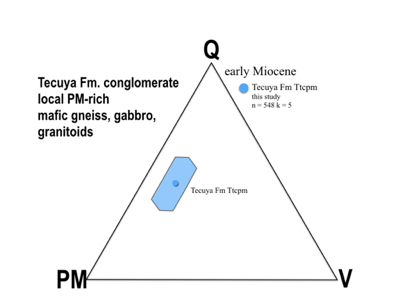 Q
early Miocene
Tecuya Fm. conglomerate
local PM-rich
mafic gneiss, gabbro,
granitoids
Tecuya Fm Ttcpm
this study
n = 548 k = 5
Tecuya Fm Ttcpm
PM
V